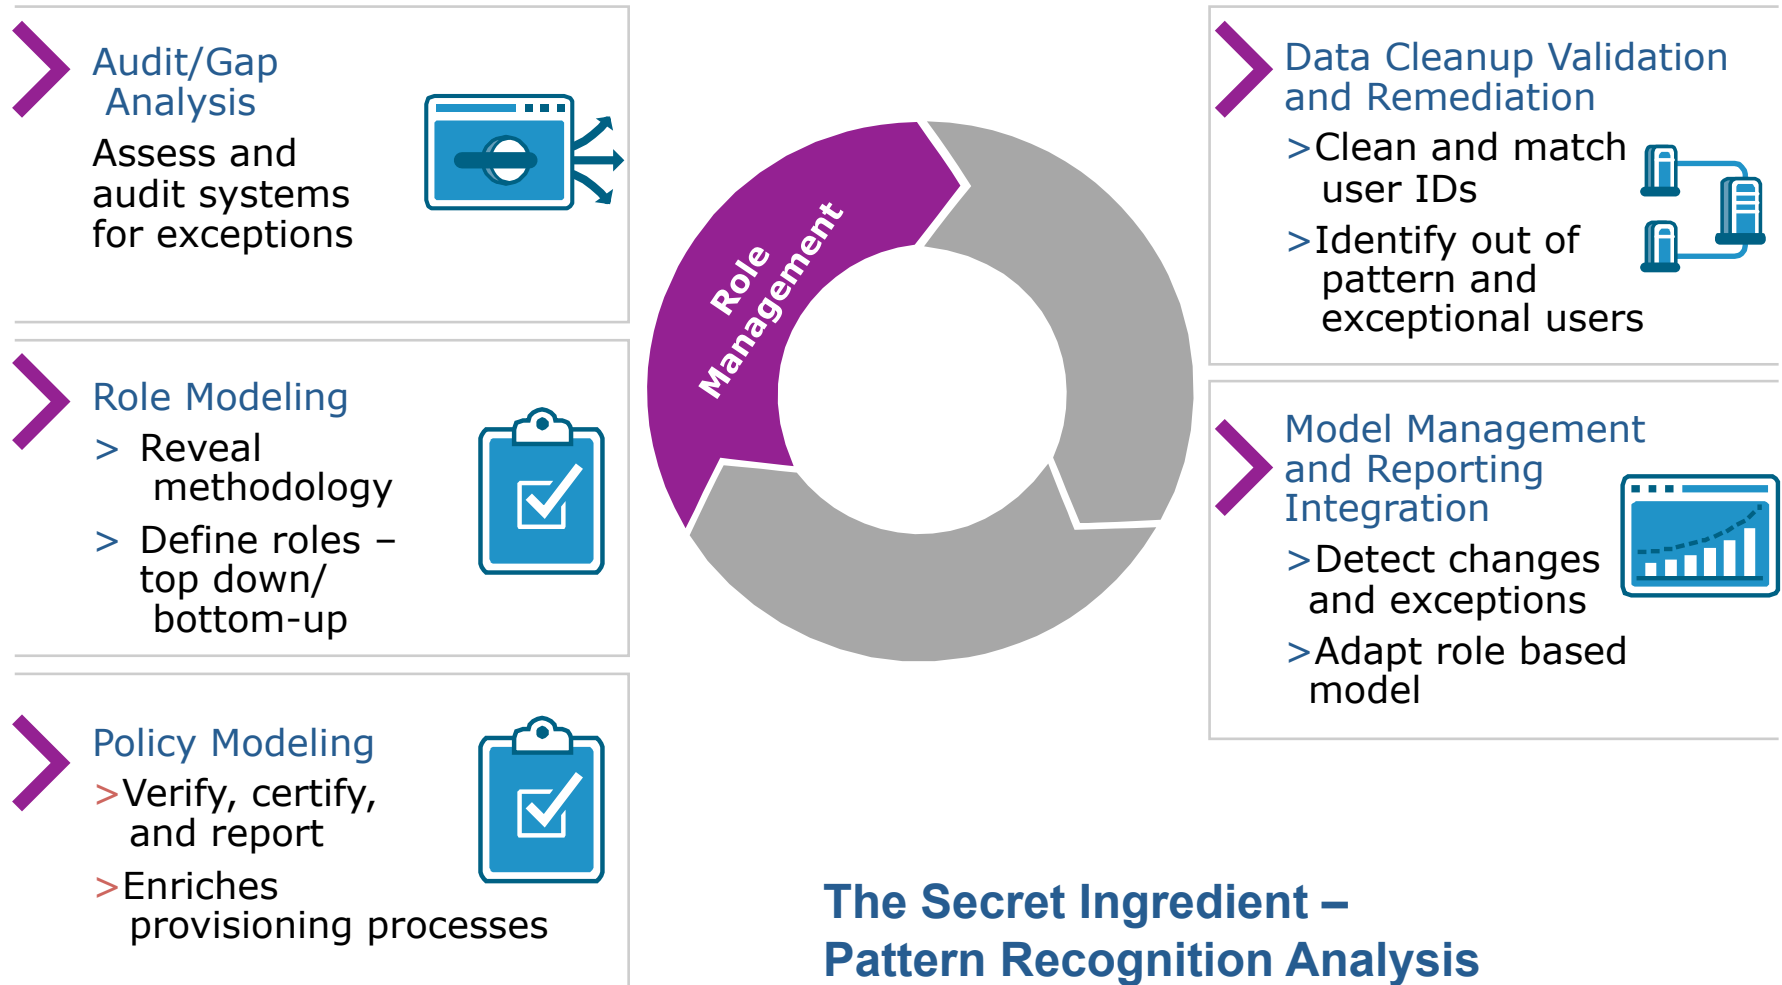 Audit/Gap
Analysis
Assess and
audit systems
for exceptions
Role Modeling
> Reveal
methodology
> Define roles –
top down/
bottom-up
Policy Modeling
>Verify, certify,
and report
>Enriches
provisioning processes
Role
Management
Data Cleanup Validation
and Remediation
>Clean and match
user IDs
>Identify out of
pattern and
exceptional users
Model Management
and Reporting
Integration
>Detect changes
and exceptions
>Adapt role based
model
The Secret Ingredient –
Pattern Recognition Analysis